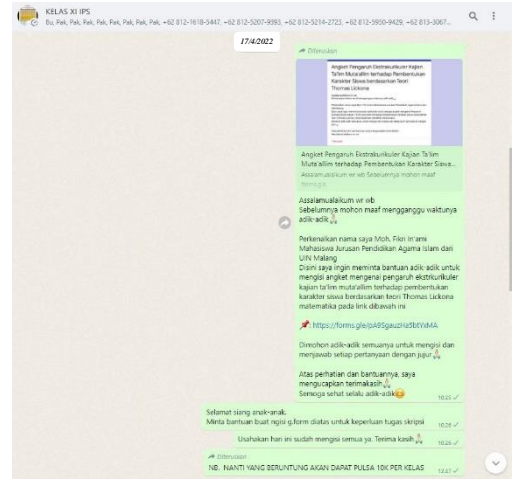 KELAS XI IPS
Bu, Pak, Pak, Pak, Pak, Pak, Pak, Pak, Pak, +62 812-1618-5447, +62 812-5207-9393, +62 812-5214-2723, +62 812-5950-9429, +62 813-3067...
17/4/2022
Diteruskan
Angket Pengaruh Ekstrakurikuler Kajian
Ta'lim Muta'allim terhadap Pembentukan
Karakter Siswa berdasarkan Teori
Thomas Lickona
Angket Pengaruh Ekstrakurikuler Kajian Ta'lim
Muta'allim terhadap Pembentukan Karakter Siswa...
Assalamualaikum wr wb Sebelumnya mohon maaf
forms.gle
Assalamualaikum wr wb
Sebelumnya mohon maaf mengganggu waktunya
adik-adik🙏
Perkenalkan nama saya Moh. Fikri In'ami
Mahasiswa Jurusan Pendidikan Agama Islam dari
UIN Malang
Disini saya ingin meminta bantuan adik-adik untuk
mengisi angket mengenai pengaruh ekstrkurikuler
kajian ta'lim muta'allim terhadap pembentukan
karakter siswa berdasarkan teori Thomas Lickona
matematika pada link dibawah ini
📌: https://forms.gle/pA9SgauzHa5btYxMA
Dimohon adik-adik semuanya untuk mengisi dan
menjawab setiap pertanyaan dengan jujur🙏
Atas perhatian dan bantuannya, saya
mengucapkan terimakasih🙏
Semoga sehat selalu adik-adik😊
10:25
Selamat siang anak-anak.
Minta bantuan buat ngisi g.form diatas untuk keperluan tugas skripsi
10:26
Usahakan hari ini sudah mengisi semua ya. Terima kasih🙏
10:26
Diteruskan
NB. NANTI YANG BERUNTUNG AKAN DAPAT PULSA 10K PER KELAS
12:27